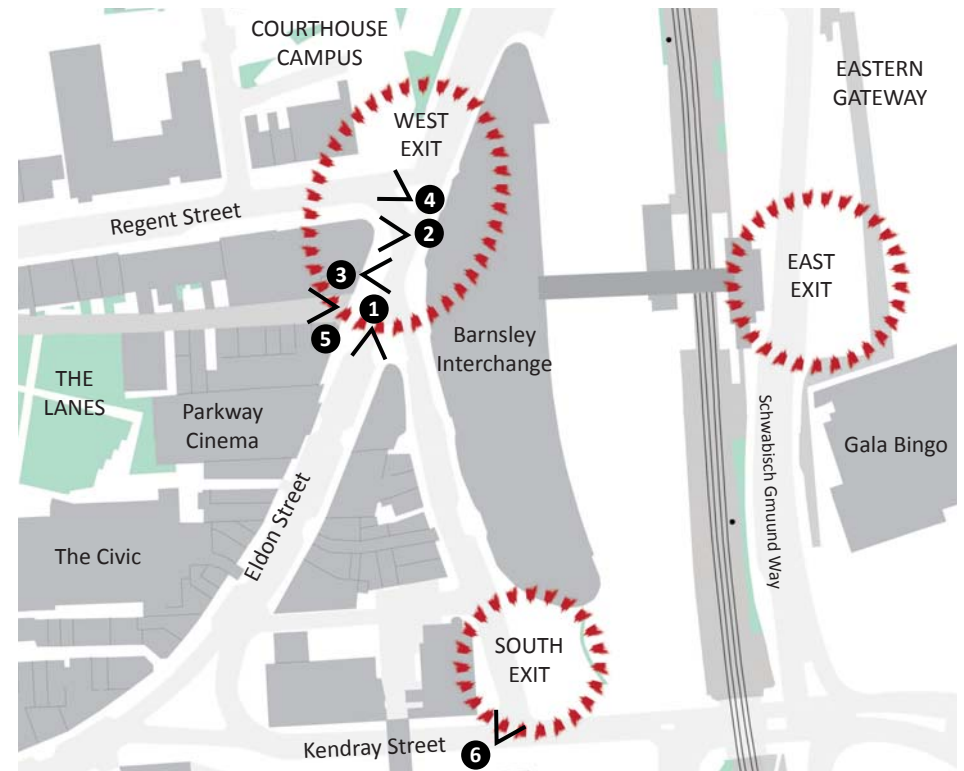 COURTHOUSE
CAMPUS
EASTERN
GATEWAY
WEST
EXIT
4
Regent Street
2
3
EAST
EXIT
1
5
Barnsley
Interchange
THE
LANES
Parkway
Cinema
Schwabisch Gmuund Way
Gala Bingo
Eldon Street
The Civic
SOUTH
EXIT
Kendray Street
6